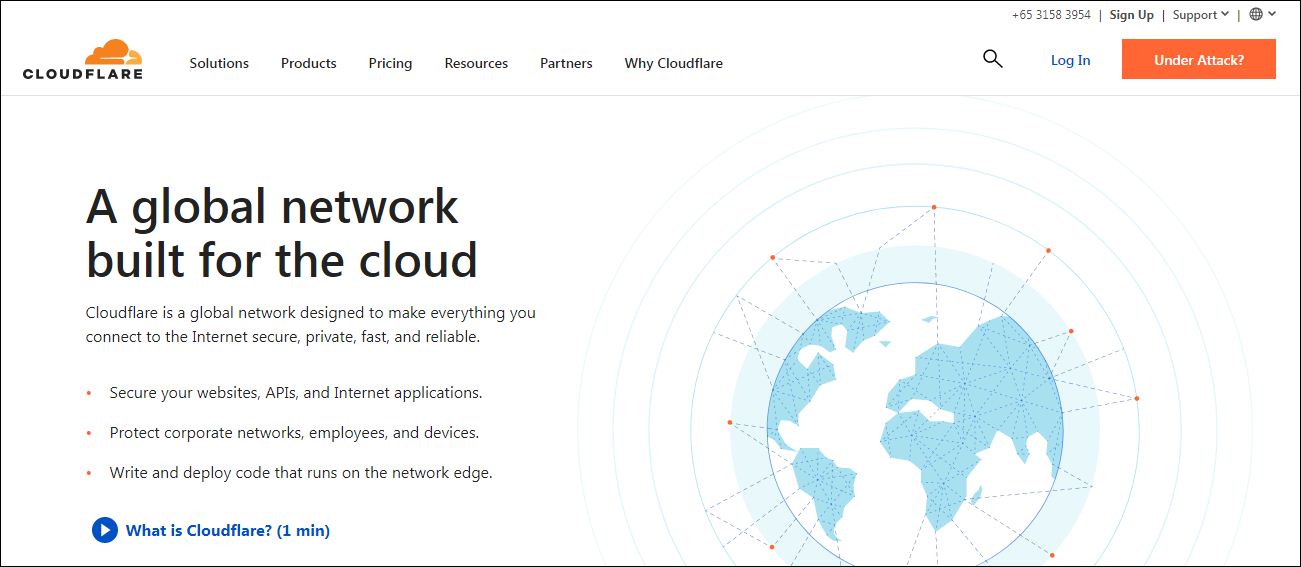 +65 3158 3954 | Sign Up | Support |
CLOUDFLARE
Solutions Products Pricing Resources Partners Why Cloudflare Log In Under Attack?
A global network
built for the cloud
Cloudflare is a global network designed to make everything you
connect to the Internet secure, private, fast, and reliable.
• Secure your websites, APIs, and Internet applications.
• Protect corporate networks, employees, and devices.
• Write and deploy code that runs on the network edge.
What is Cloudflare? (1 min)